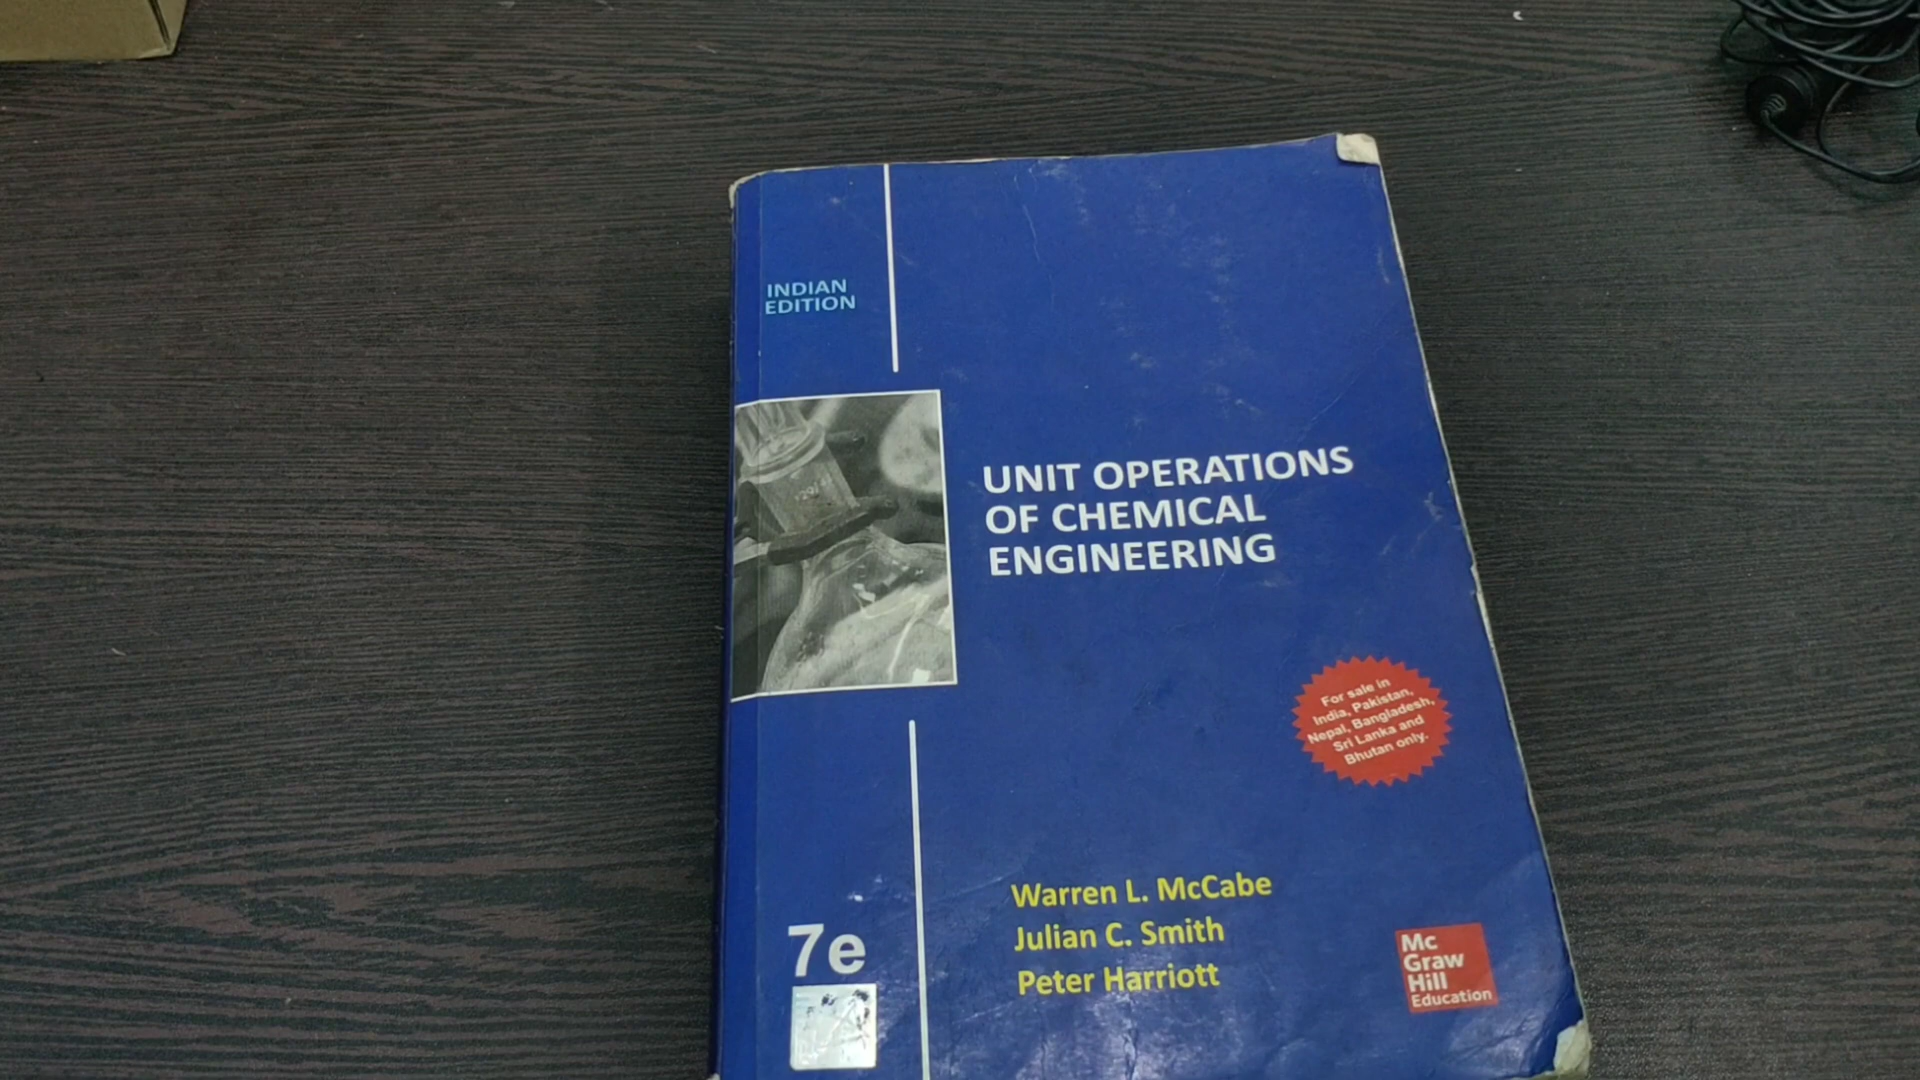 INDIAN
EDITION
UNIT OPERATIONS
OF CHEMICAL
ENGINEERING
For sale in
India, Pakistan,
Nepal, Bangladesh,
Sri Lanka and
Bhutan only.
Warren L. McCabe
Julian C. Smith
Peter Harriott
7e
Mc
Graw
Hill
Education